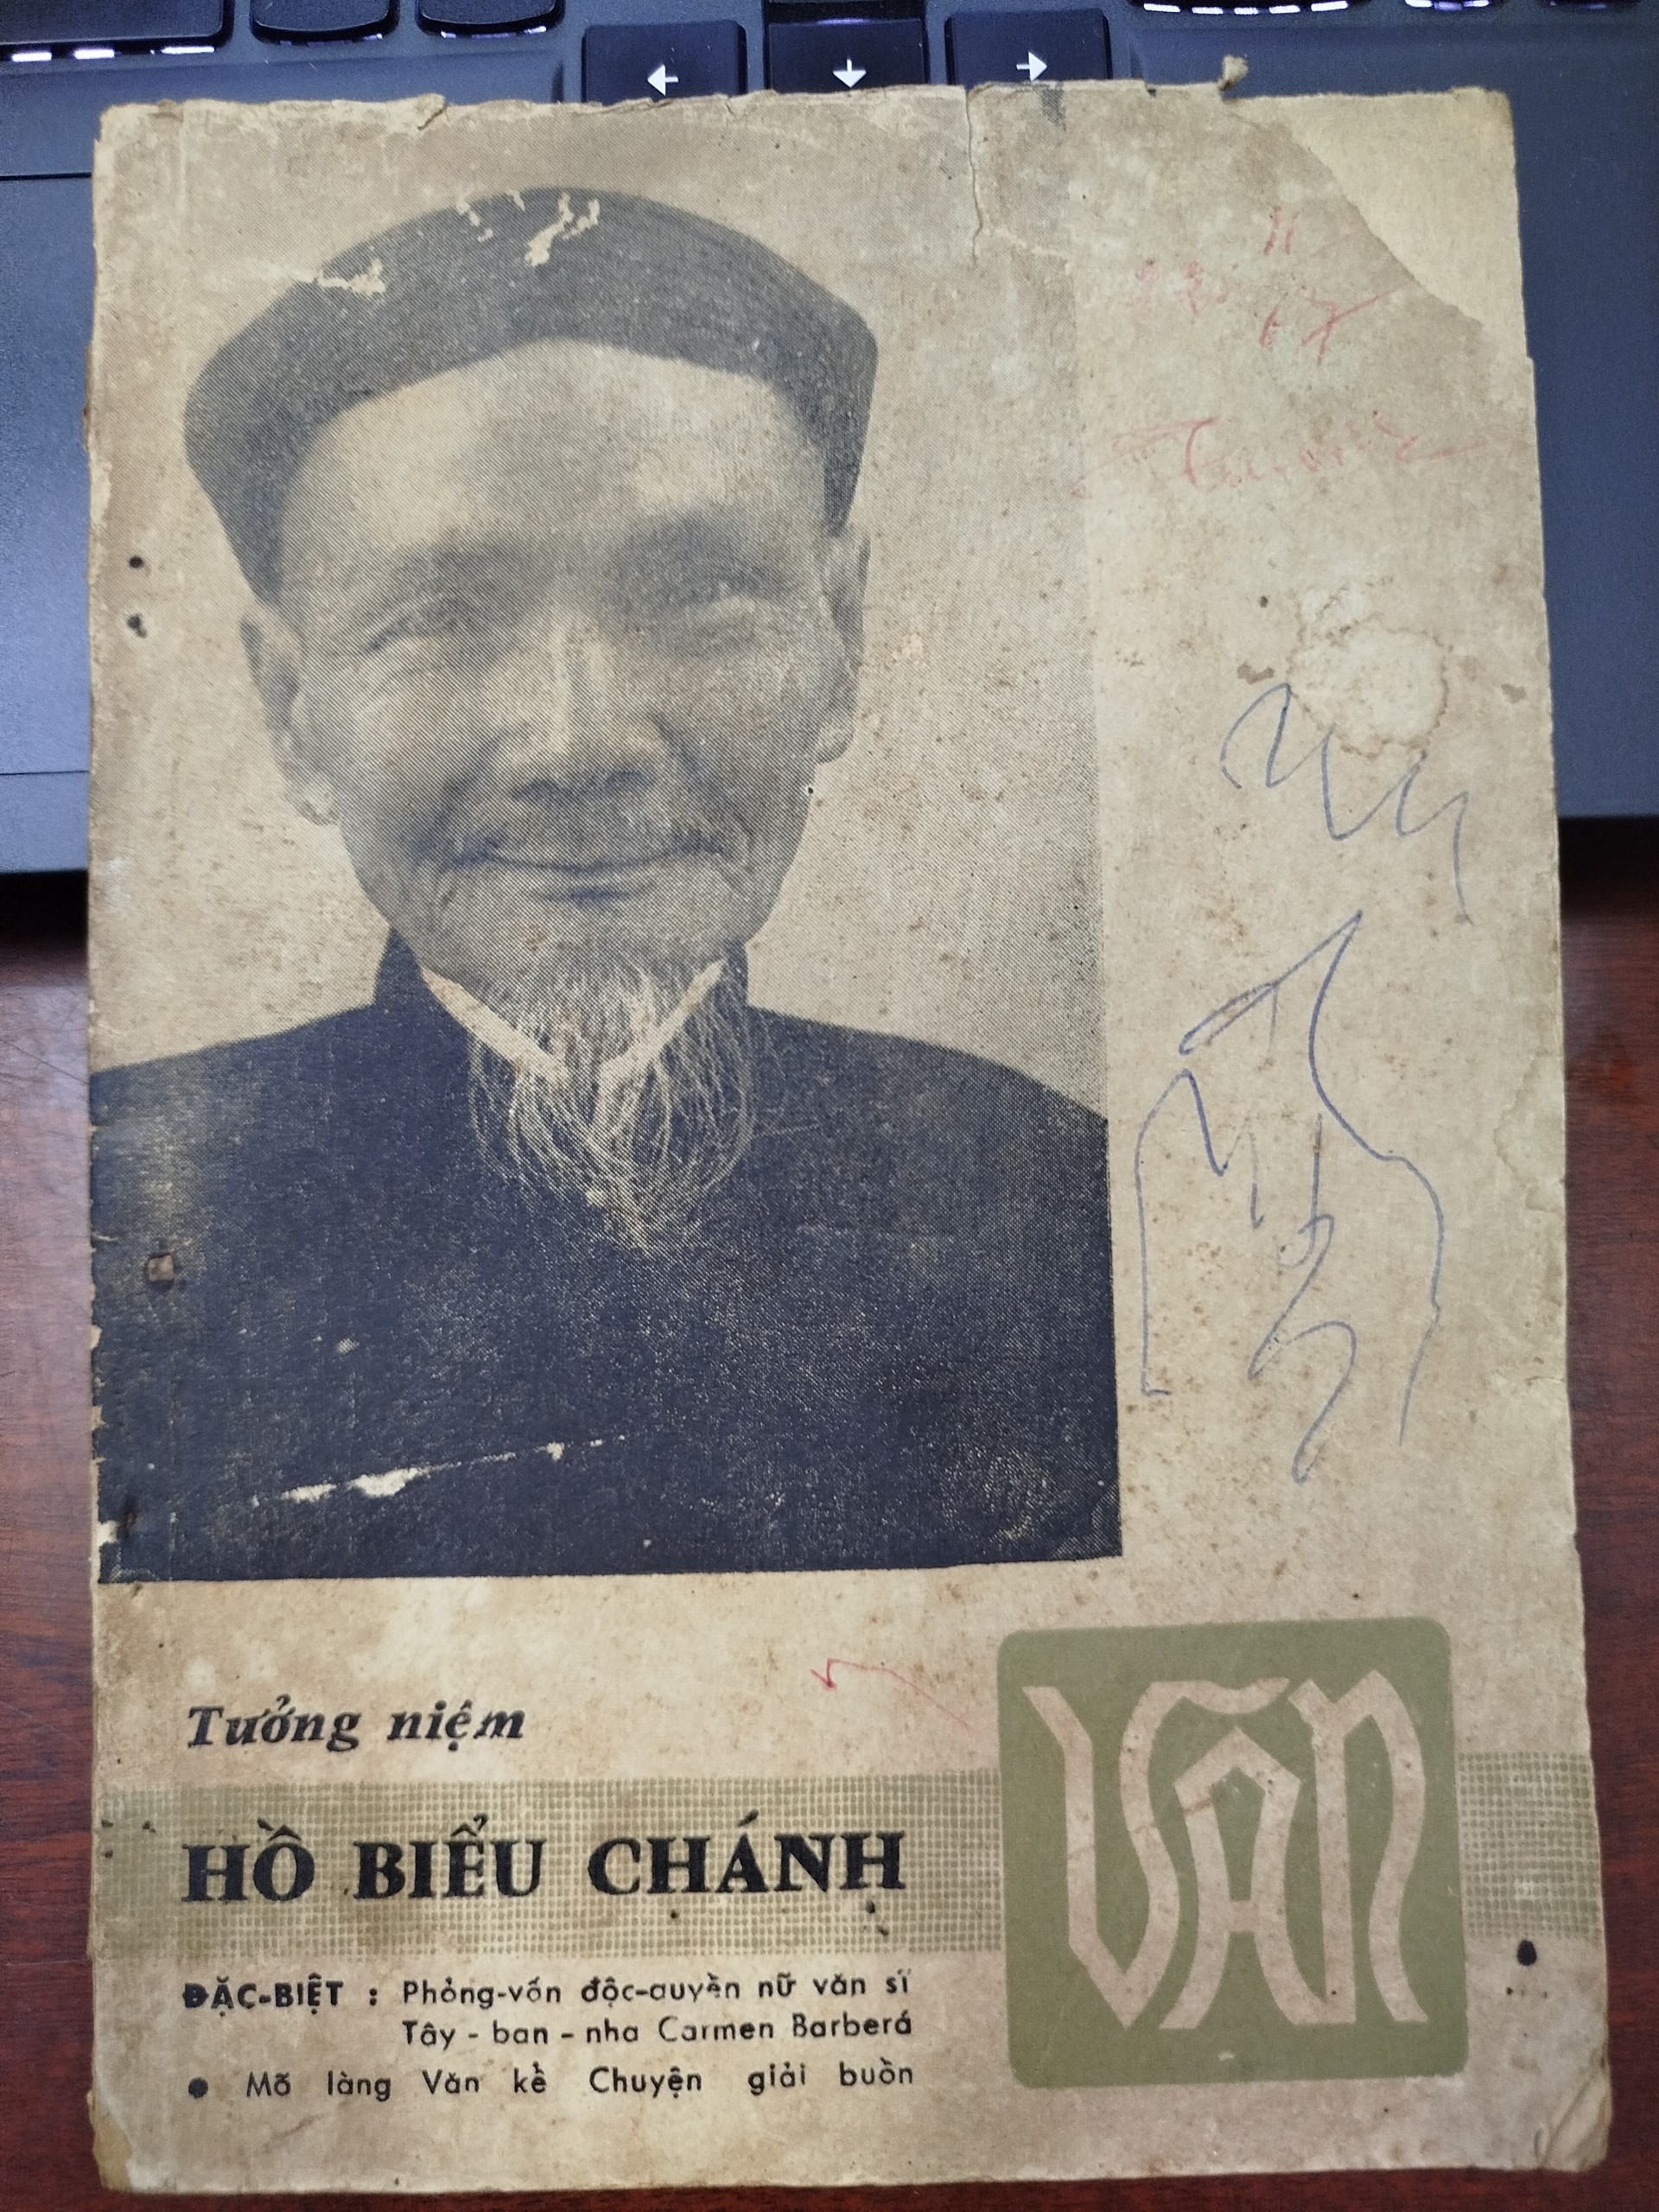 Tưởng niệm
HỒ BIỂU CHÁNH
VĂN
ĐẶC-BIỆT : Phỏng-vấn độc-quyền nữ văn sĩ
Tây - ban - nha Carmen Barberá
● Mõ làng Văn kể Chuyện giải buồn